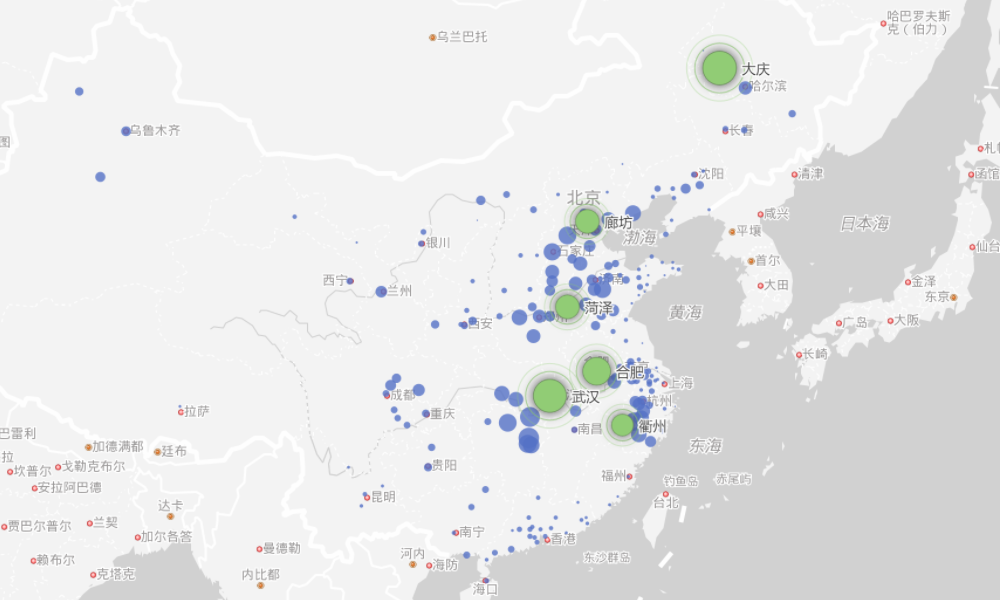 哈巴罗夫斯
克（伯力）
乌兰巴托
大庆
哈尔滨
乌鲁木齐
图
长春
札幌
沈阳
清津
函馆
北京
廊坊
咸兴
日本海
平壤
渤海
银川
石家庄
仙台
首尔
西宁
兰州
济南
大田
金泽
东京
菏泽
黄海
西安
广岛
大阪
长崎
合肥
成都
上海
武汉
杭州
拉萨
重庆
衢州
南昌
巴雷利
加德满都
廷布
东海
拉
坎普尔
戈勒克布尔
贵阳
福州
钓鱼岛
赤尾屿
安拉阿巴德
昆明
台北
达卡
贾巴尔普尔
兰契
加尔各答
南宁
香港
曼德勒
河内
海防
东沙群岛
赖布尔
克塔克
内比都
海口